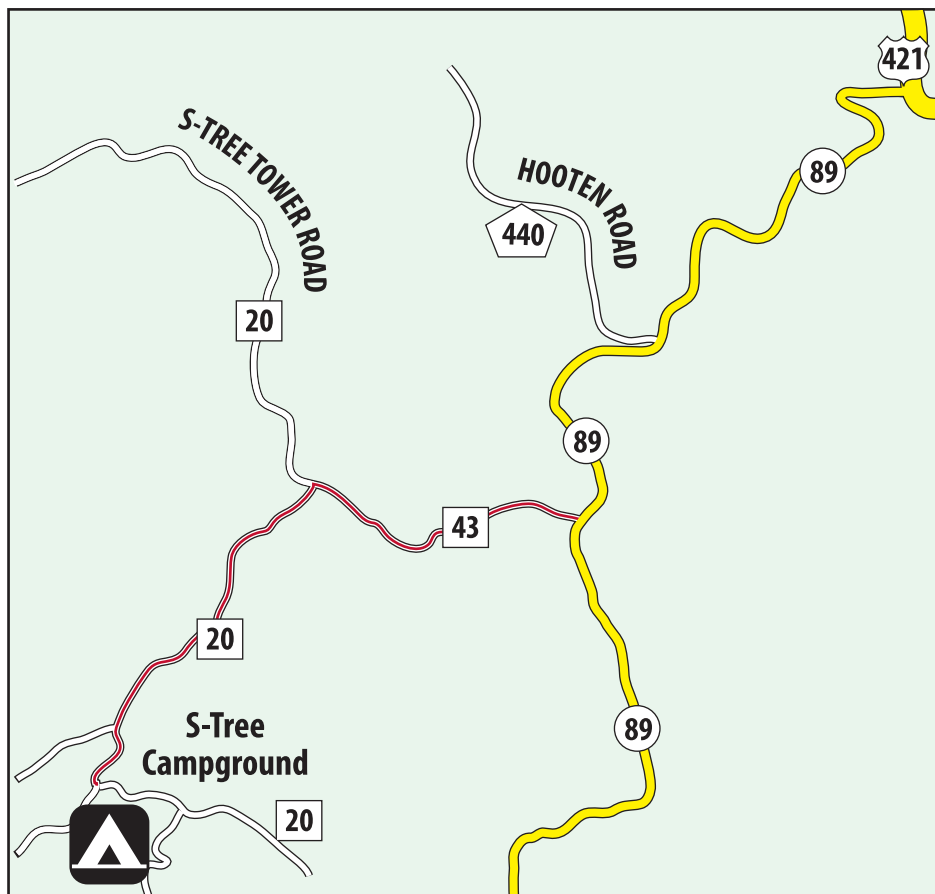 421
S-TREE TOWER ROAD
HOOTEN ROAD
89
440
20
89
43
20
S-Tree
Campground
89
20